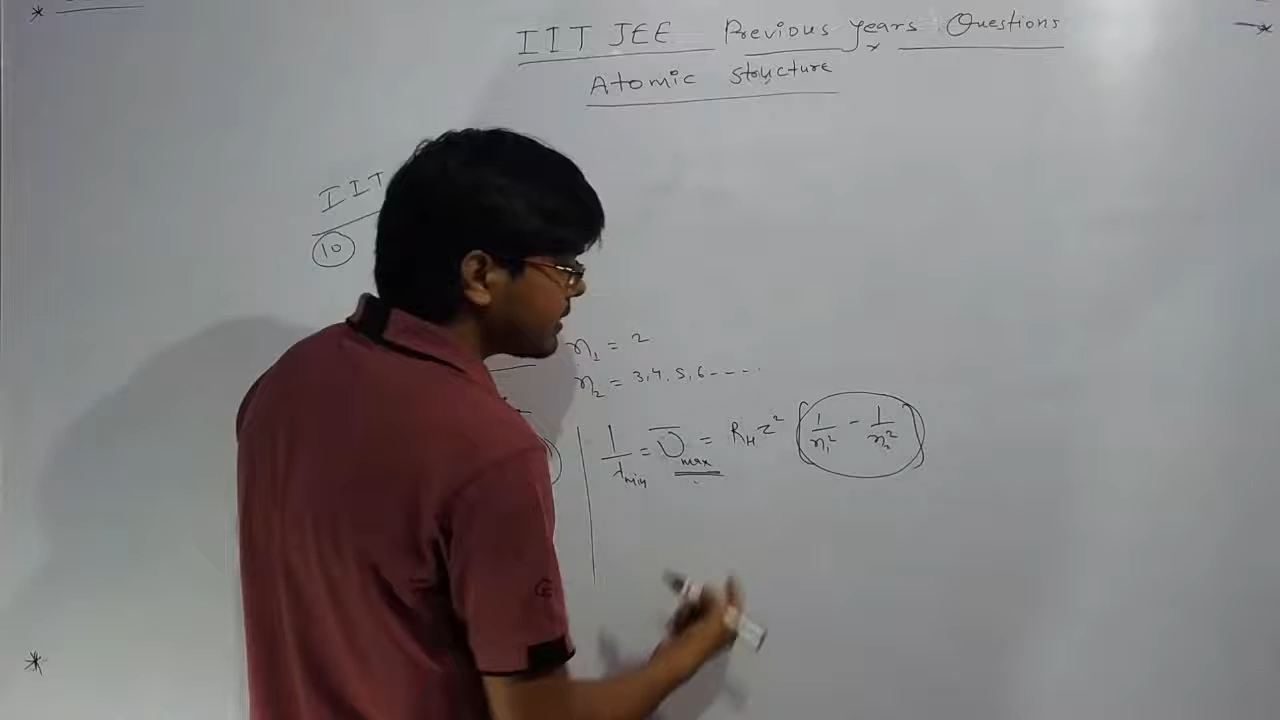 IIT JEE Previous Years Questions
Atomic structure
IIT
10
n₁ = 2
n₂ = 3,4,5,6-----
1/λmin = ῡmax = R_H z² (1/n₁² - 1/n₂²)